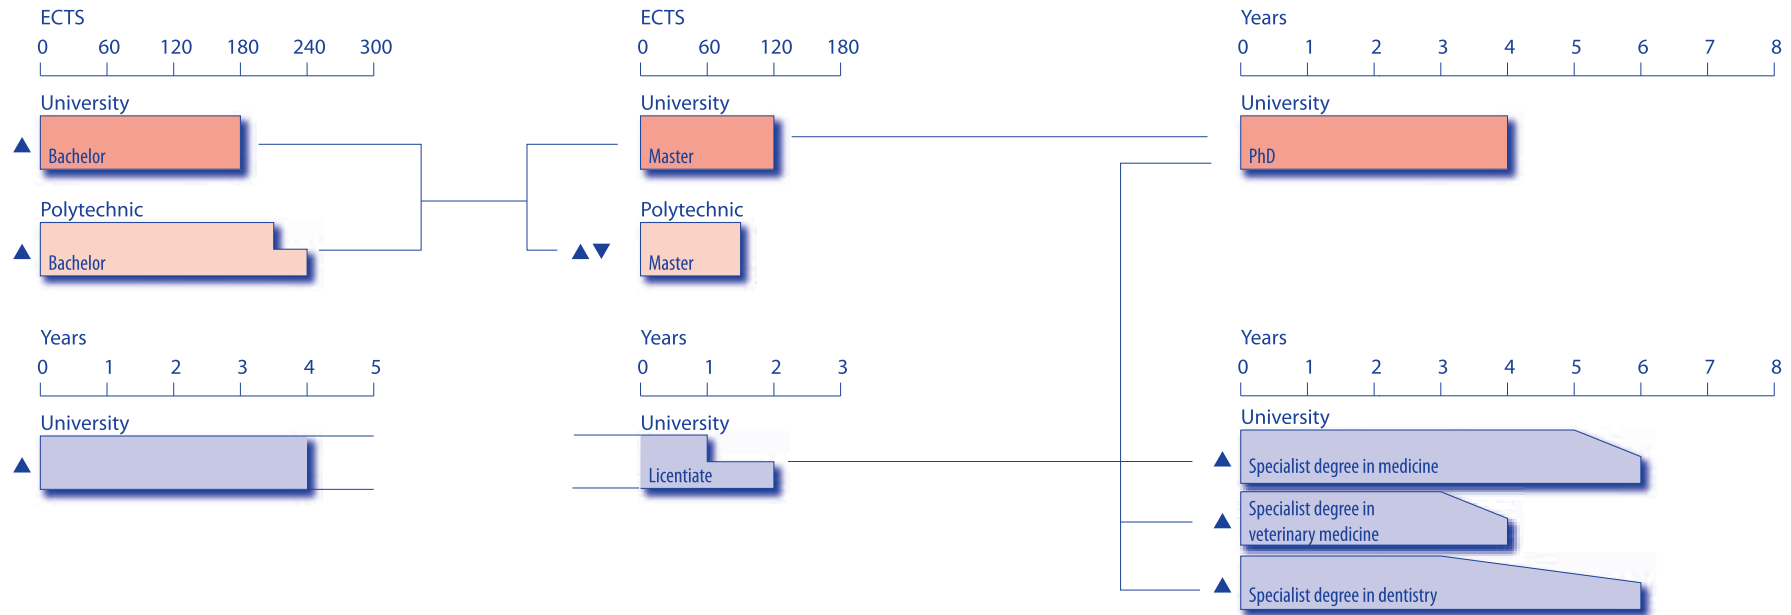 ECTS
0 60 120 180 240 300
ECTS
0 60 120 180
Years
0 1 2 3 4 5 6 7 8
University
Bachelor
University
Master
University
PhD
Polytechnic
Bachelor
Polytechnic
Master
Years
0 1 2 3 4 5
Years
0 1 2 3
Years
0 1 2 3 4 5 6 7 8
University
University
Licentiate
University
Specialist degree in medicine
Specialist degree in
veterinary medicine
Specialist degree in dentistry